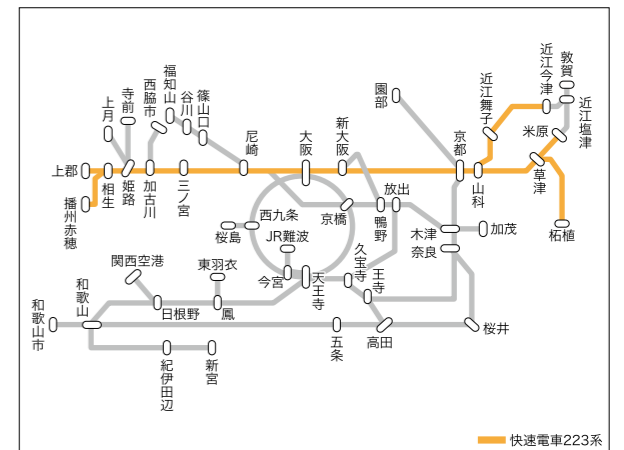 敦賀
近江今津
近江塩津
近江舞子
米原
園部
京都
山科
草津
柘植
新大阪
大阪
尼崎
篠山口
谷川
福知山
西脇市
寺前
上月
上郡
播州赤穂
相生
姫路
加古川
三ノ宮
西九条
桜島
京橋
鴫野
放出
木津
加茂
奈良
JR難波
今宮
天王寺
久宝寺
王寺
関西空港
東羽衣
日根野
鳳
和歌山
和歌山市
五条
高田
桜井
紀伊田辺
新宮
快速電車223系